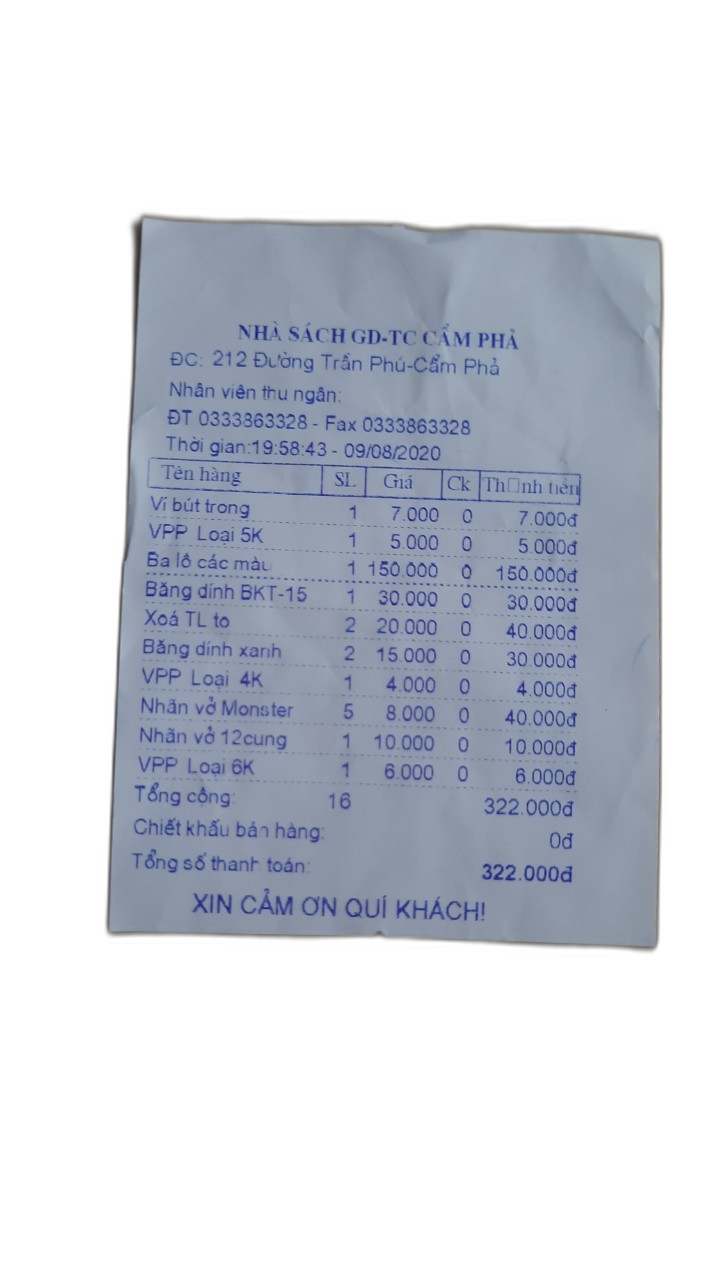 NHÀ SÁCH GD-TC CẨM PHẢ
ĐC: 212 Đường Trần Phú-Cẩm Phả
Nhân viên thu ngân:
ĐT 0333863328 - Fax 0333863328
Thời gian:19:58:43 - 09/08/2020
Tên hàng SL Giá Ck Th□nh tiền
Ví bút trong 1 7.000 0 7.000đ
VPP Loại 5K 1 5.000 0 5.000đ
Ba lô các màu 1 150.000 0 150.000đ
Băng dính BKT-15 1 30.000 0 30.000đ
Xoá TL to 2 20.000 0 40.000đ
Băng dính xanh 2 15.000 0 30.000đ
VPP Loại 4K 1 4.000 0 4.000đ
Nhãn vở Monster 5 8.000 0 40.000đ
Nhãn vở 12cung 1 10.000 0 10.000đ
VPP Loại 6K 1 6.000 0 6.000đ
Tổng cộng: 16 322.000đ
Chiết khấu bán hàng: 0đ
Tổng số thanh toán: 322.000đ
XIN CẢM ƠN QUÍ KHÁCH!